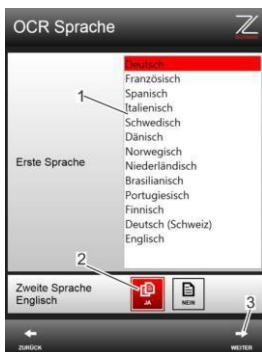 OCR Sprache
Deutsch
Französisch
Spanisch
1
Italienisch
Schwedisch
Dänisch
Norwegisch
Erste Sprache
Niederländisch
Brasilianisch
Portugiesisch
Finnisch
Deutsch (Schweiz)
Englisch
2
Zweite Sprache
Englisch
JA
NEIN
3
ZURÜCK
WEITER